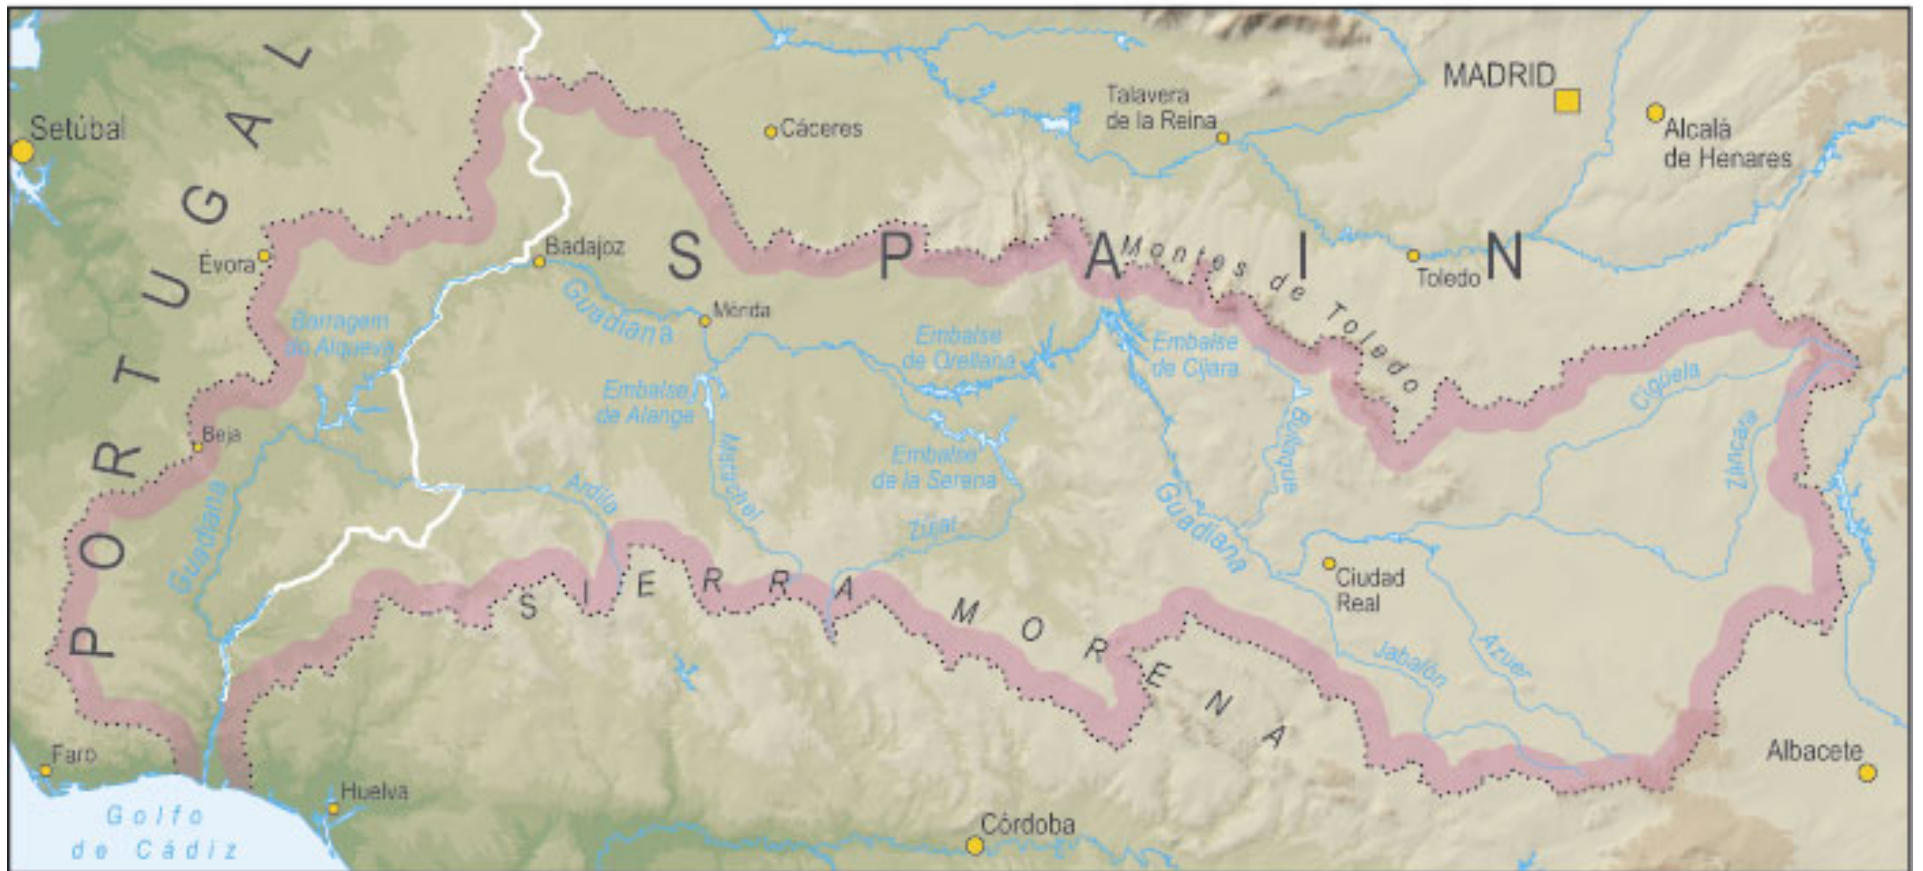 PORTUGAL
SPAIN
MADRID
Alcalá
de Henares
Talavera
de la Reina
Cáceres
Setúbal
Évora
Badajoz
Toledo
Montes de Toledo
Mérida
Guadiana
Barragem
do Alqueva
Embalse
de Orellana
Embalse
de Cíjara
Embalse
de Alange
Cigüela
Bullaque
Beja
Záncara
Embalse
de la Serena
Matachel
Ardila
Guadiana
Zújar
Guadiana
Ciudad
Real
SIERRA MORENA
Jabalón
Azuer
Faro
Huelva
Albacete
Córdoba
Golfo
de Cádiz